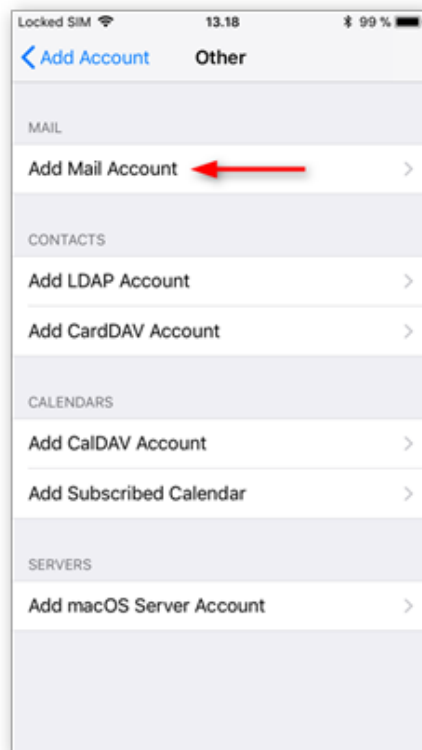 Locked SIM 13.18 99 %
Add Account Other
MAIL
Add Mail Account
CONTACTS
Add LDAP Account
Add CardDAV Account
CALENDARS
Add CalDAV Account
Add Subscribed Calendar
SERVERS
Add macOS Server Account